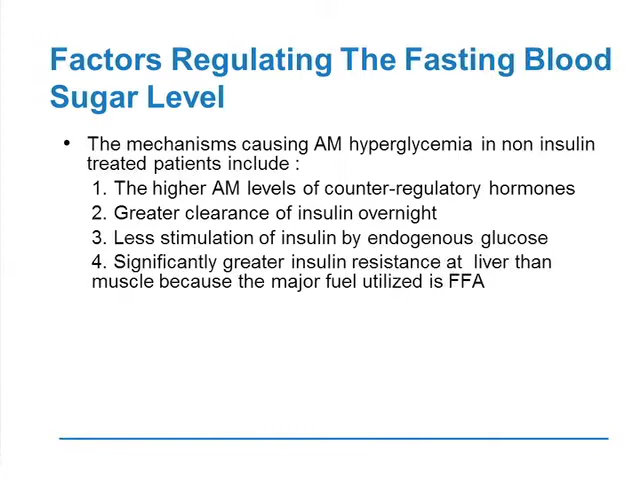 Factors Regulating The Fasting Blood
Sugar Level
• The mechanisms causing AM hyperglycemia in non insulin
treated patients include :
1. The higher AM levels of counter-regulatory hormones
2. Greater clearance of insulin overnight
3. Less stimulation of insulin by endogenous glucose
4. Significantly greater insulin resistance at liver than
muscle because the major fuel utilized is FFA